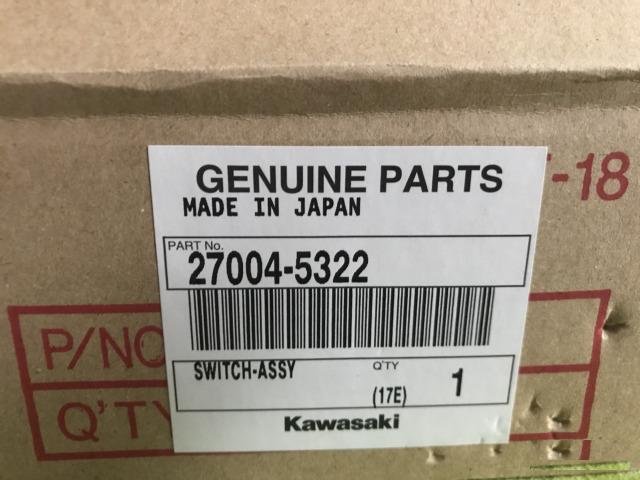 -18
GENUINE PARTS
MADE IN JAPAN
PART No.
27004-5322
P/NO
SWITCH-ASSY Q'TY
(17E) 1
Q'TY
Kawasaki